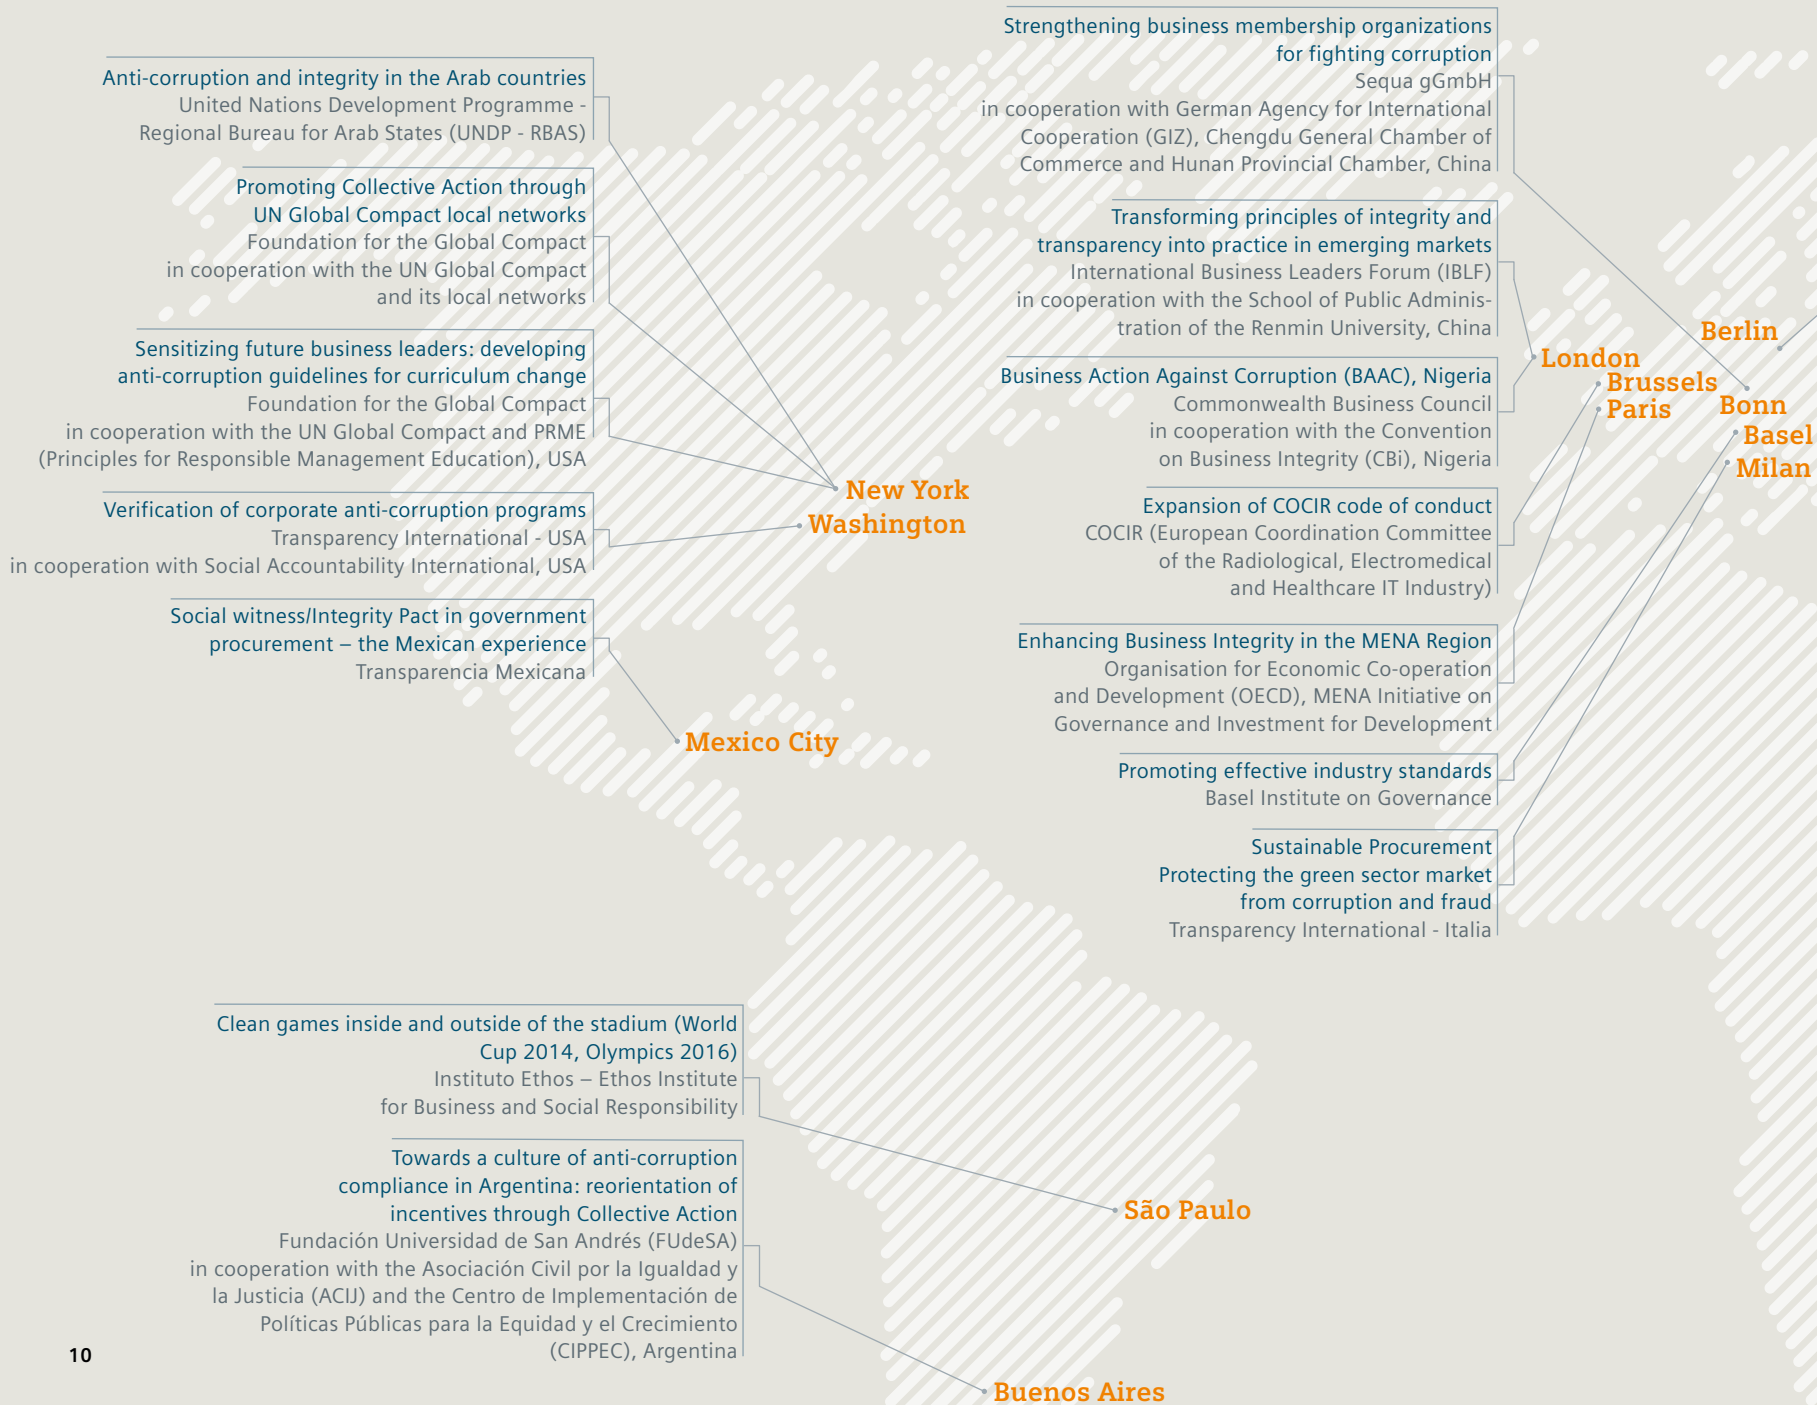 Anti-corruption and integrity in the Arab countries
United Nations Development Programme -
Regional Bureau for Arab States (UNDP - RBAS)
Promoting Collective Action through
UN Global Compact local networks
Foundation for the Global Compact
in cooperation with the UN Global Compact
and its local networks
Sensitizing future business leaders: developing
anti-corruption guidelines for curriculum change
Foundation for the Global Compact
in cooperation with the UN Global Compact and PRME
(Principles for Responsible Management Education), USA
Verification of corporate anti-corruption programs
Transparency International - USA
in cooperation with Social Accountability International, USA
Social witness/Integrity Pact in government
procurement – the Mexican experience
Transparencia Mexicana
New York
Washington
Mexico City
Strengthening business membership organizations
for fighting corruption
Sequa gGmbH
in cooperation with German Agency for International
Cooperation (GIZ), Chengdu General Chamber of
Commerce and Hunan Provincial Chamber, China
Transforming principles of integrity and
transparency into practice in emerging markets
International Business Leaders Forum (IBLF)
in cooperation with the School of Public Adminis-
tration of the Renmin University, China
Business Action Against Corruption (BAAC), Nigeria
Commonwealth Business Council
in cooperation with the Convention
on Business Integrity (CBi), Nigeria
Expansion of COCIR code of conduct
COCIR (European Coordination Committee
of the Radiological, Electromedical
and Healthcare IT Industry)
Enhancing Business Integrity in the MENA Region
Organisation for Economic Co-operation
and Development (OECD), MENA Initiative on
Governance and Investment for Development
Promoting effective industry standards
Basel Institute on Governance
Sustainable Procurement
Protecting the green sector market
from corruption and fraud
Transparency International - Italia
Berlin
London
Brussels
Paris
Bonn
Basel
Milan
Clean games inside and outside of the stadium (World
Cup 2014, Olympics 2016)
Instituto Ethos – Ethos Institute
for Business and Social Responsibility
Towards a culture of anti-corruption
compliance in Argentina: reorientation of
incentives through Collective Action
Fundación Universidad de San Andrés (FUdeSA)
in cooperation with the Asociación Civil por la Igualdad y
la Justicia (ACIJ) and the Centro de Implementación de
Políticas Públicas para la Equidad y el Crecimiento
(CIPPEC), Argentina
São Paulo
Buenos Aires
10